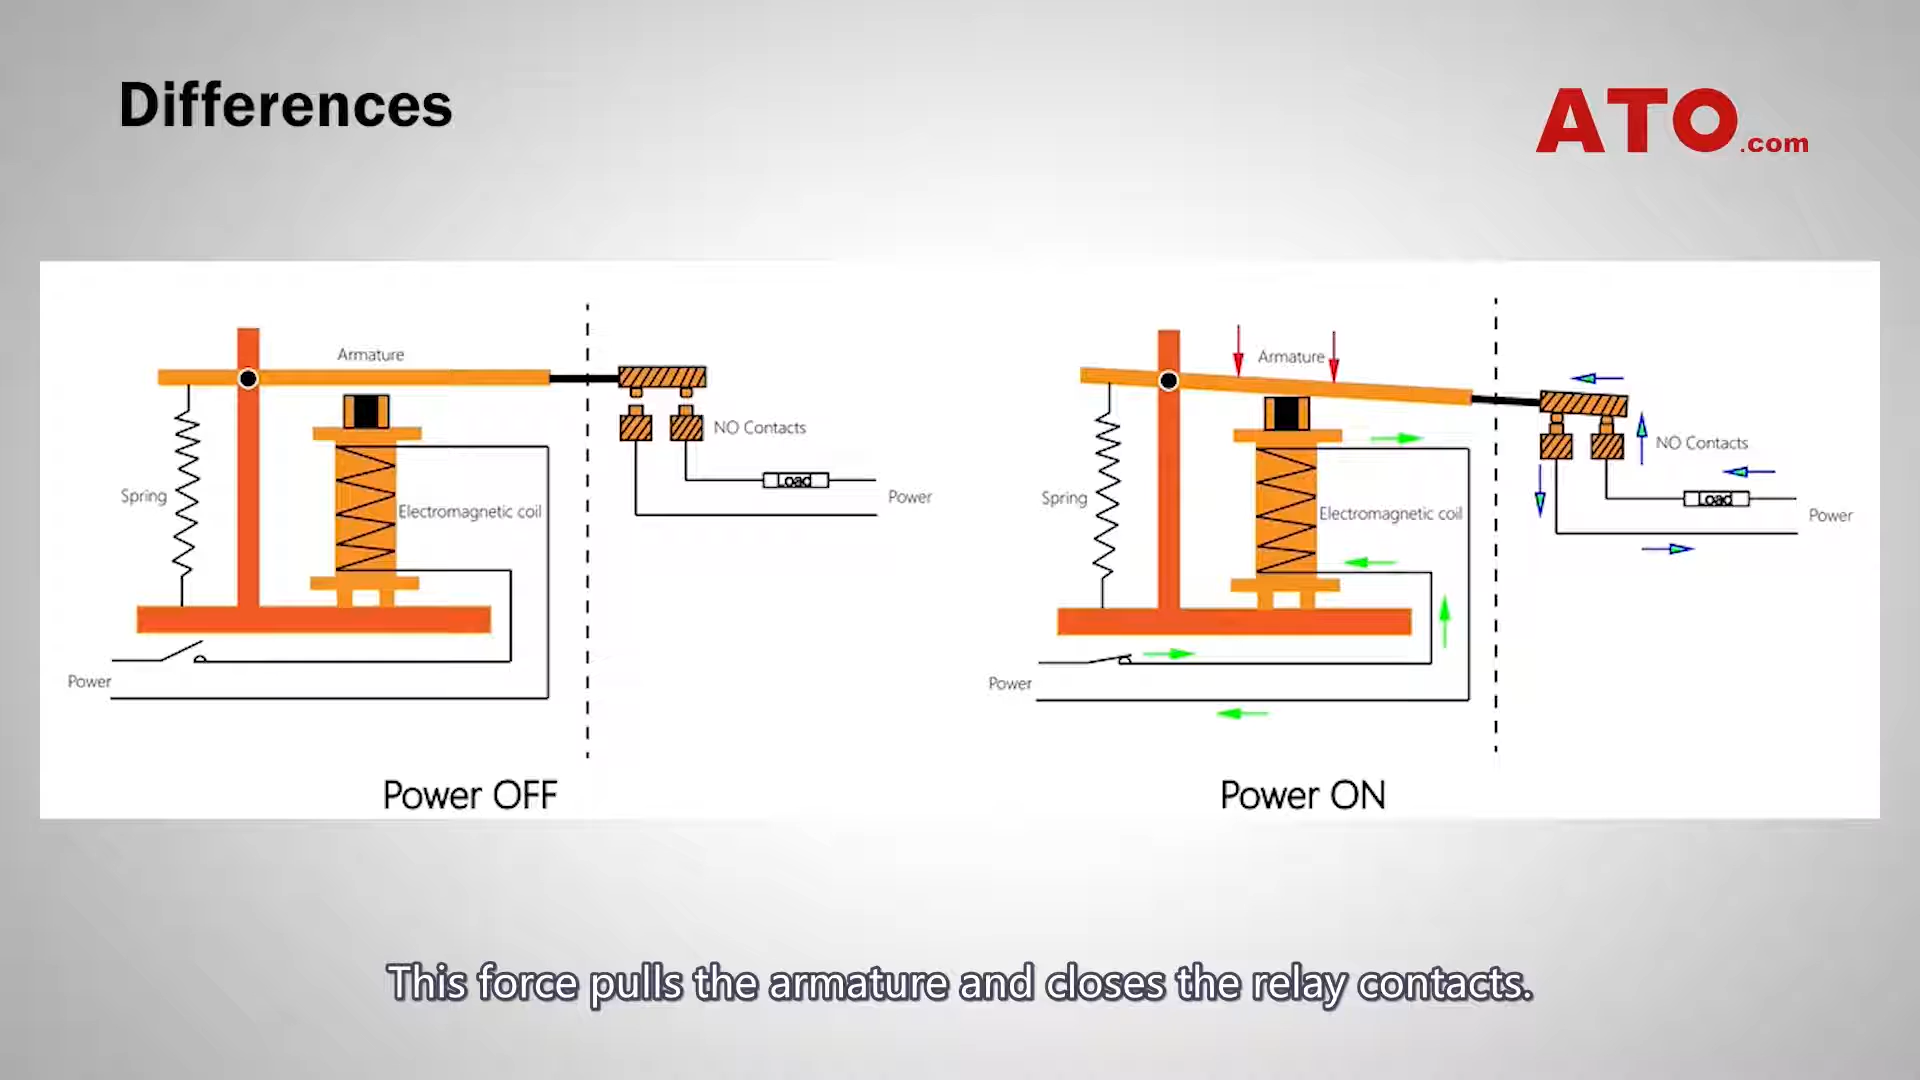 Differences
ATO.com
Armature
NO Contacts
Load
Spring
Electromagnetic coil
Power
Power
Power OFF
Armature
NO Contacts
Load
Spring
Electromagnetic coil
Power
Power
Power ON
This force pulls the armature and closes the relay contacts.